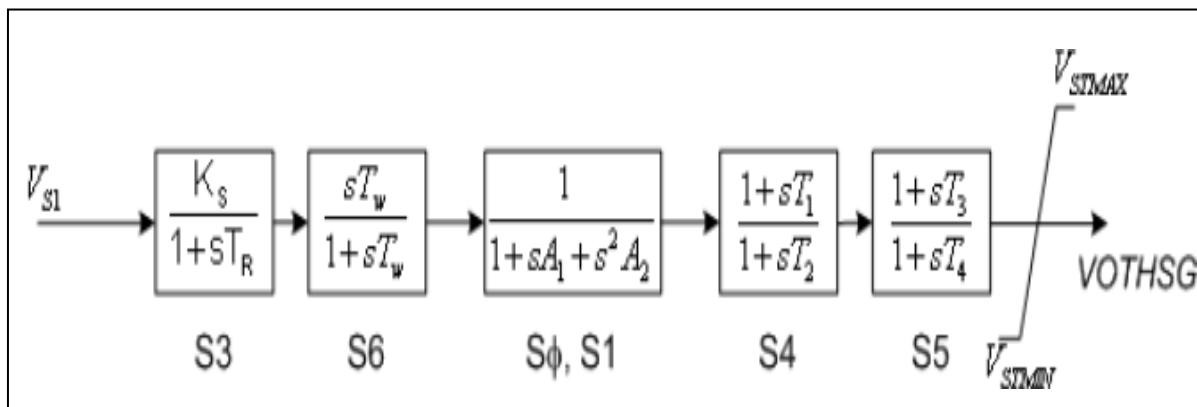 V_STMAX
V_S1
K_S / 1+sT_R
sT_w / 1+sT_w
1 / 1+sA_1+s^2A_2
1+sT_1 / 1+sT_2
1+sT_3 / 1+sT_4
VOTHSG
V_STMIN
S3
S6
Sϕ, S1
S4
S5